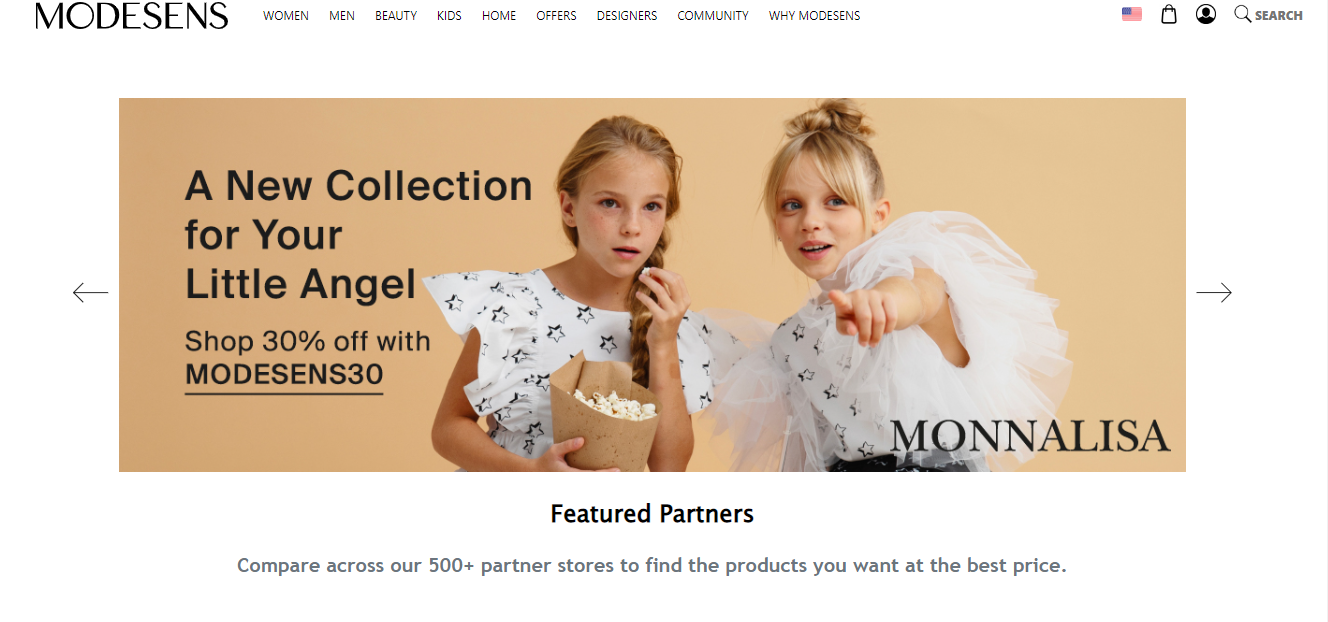 MODESENS WOMEN MEN BEAUTY KIDS HOME OFFERS DESIGNERS COMMUNITY WHY MODESENS SEARCH
A New Collection
for Your
Little Angel
Shop 30% off with
MODESENS30
MONNALISA
Featured Partners
Compare across our 500+ partner stores to find the products you want at the best price.